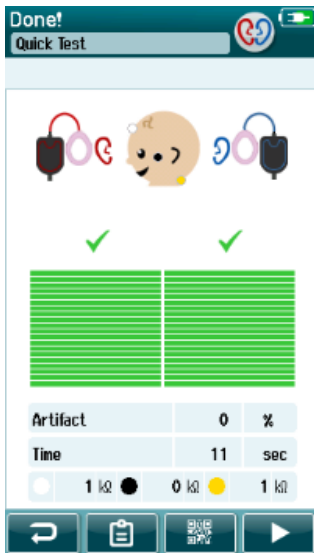 Done!
Quick Test
Artifact 0 %
Time 11 sec
1 kΩ 0 kΩ 1 kΩ